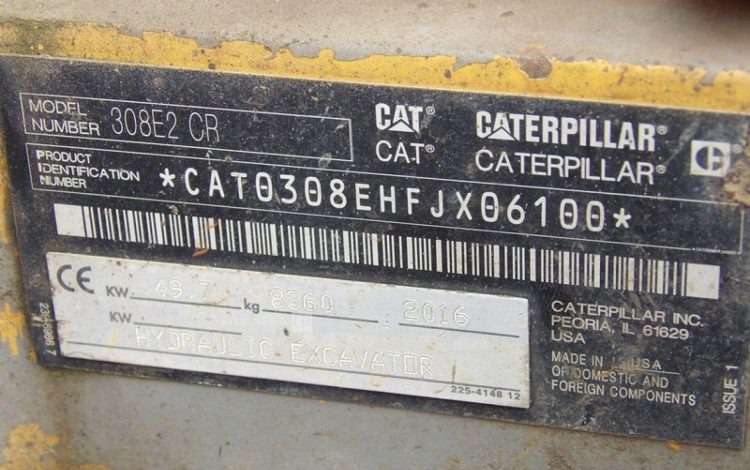 MODEL NUMBER 308E2 CR
CAT® CATERPILLAR®
CAT® CATERPILLAR®
PRODUCT IDENTIFICATION NUMBER *CAT0308EHFJX06100*
CE KW 49.7 kg 8360 2016
KW
HYDRAULIC EXCAVATOR
225-4148 12
CATERPILLAR INC.
PEORIA, IL 61629
USA
MADE IN USA
OF DOMESTIC AND
FOREIGN COMPONENTS
ISSUE 1